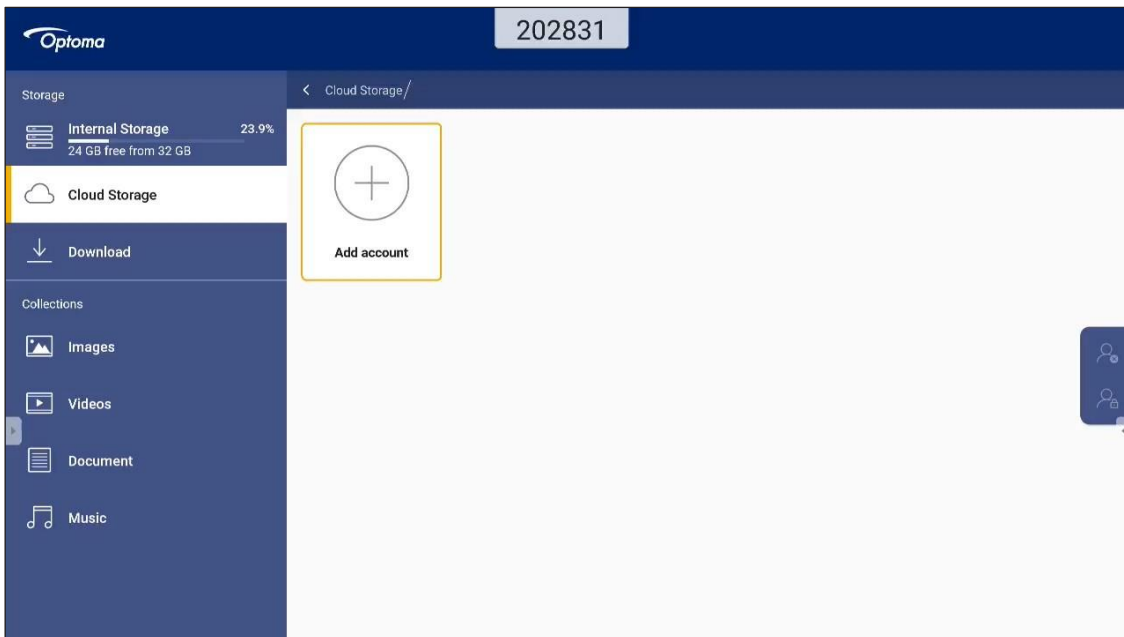 Optoma
202831
Storage
Internal Storage 23.9%
24 GB free from 32 GB
Cloud Storage
Download
Collections
Images
Videos
Document
Music
Cloud Storage/
Add account